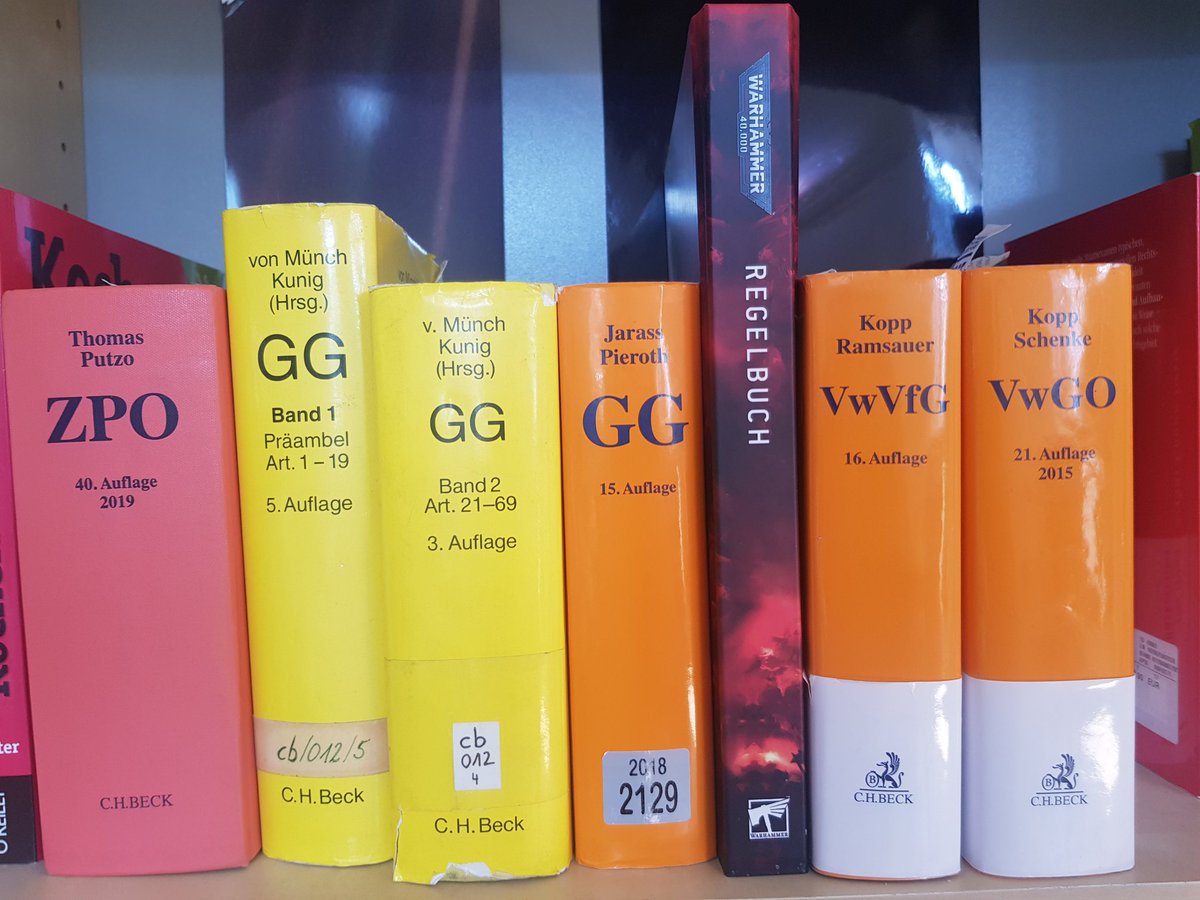 Koch
ter
O'REILLY
Thomas
Putzo
ZPO
40. Auflage
2019
C.H.BECK
von Münch
Kunig
(Hrsg.)
GG
Band 1
Präambel
Art. 1 – 19
5. Auflage
cb/012/5
C.H.Beck
v. Münch
Kunig
(Hrsg.)
GG
Band 2
Art. 21–69
3. Auflage
cb
012
4
C.H.Beck
Jarass
Pieroth
GG
15. Auflage
2018
2129
WARHAMMER
40,000
REGELBUCH
WARHAMMER
Kopp
Ramsauer
VwVfG
16. Auflage
B
C.H.BECK
Kopp
Schenke
VwGO
21. Auflage
2015
B
C.H.BECK